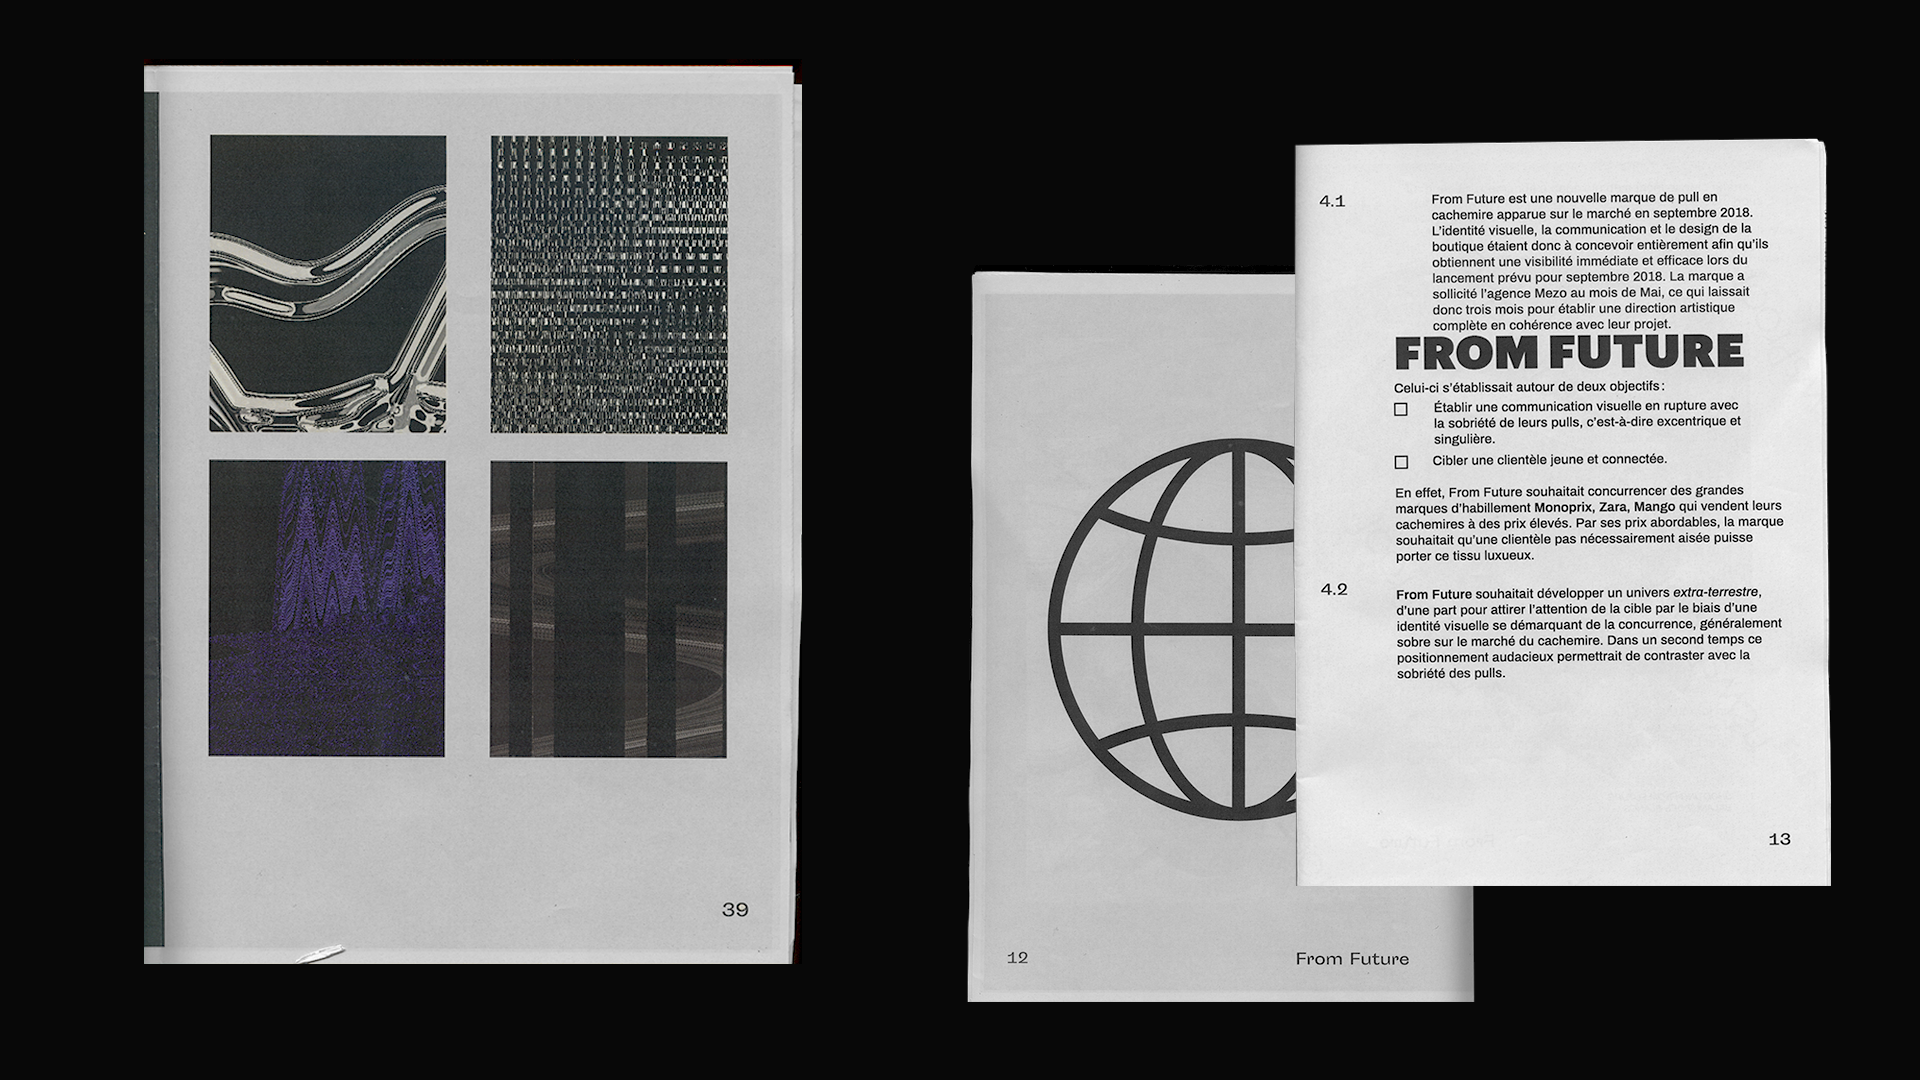 39
12
From Future
4.1
From Future est une nouvelle marque de pull en
cachemire apparue sur le marché en septembre 2018.
L'identité visuelle, la communication et le design de la
boutique étaient donc à concevoir entièrement afin qu'ils
obtiennent une visibilité immédiate et efficace lors du
lancement prévu pour septembre 2018. La marque a
sollicité l'agence Mezo au mois de Mai, ce qui laissait
donc trois mois pour établir une direction artistique
complète en cohérence avec leur projet.
FROM FUTURE
Celui-ci s'établissait autour de deux objectifs :
Établir une communication visuelle en rupture avec
la sobriété de leurs pulls, c'est-à-dire excentrique et
singulière.
Cibler une clientèle jeune et connectée.
En effet, From Future souhaitait concurrencer des grandes
marques d'habillement Monoprix, Zara, Mango qui vendent leurs
cachemires à des prix élevés. Par ses prix abordables, la marque
souhaitait qu'une clientèle pas nécessairement aisée puisse
porter ce tissu luxueux.
4.2
From Future souhaitait développer un univers extra-terrestre,
d'une part pour attirer l'attention de la cible par le biais d'une
identité visuelle se démarquant de la concurrence, généralement
sobre sur le marché du cachemire. Dans un second temps ce
positionnement audacieux permettrait de contraster avec la
sobriété des pulls.
13